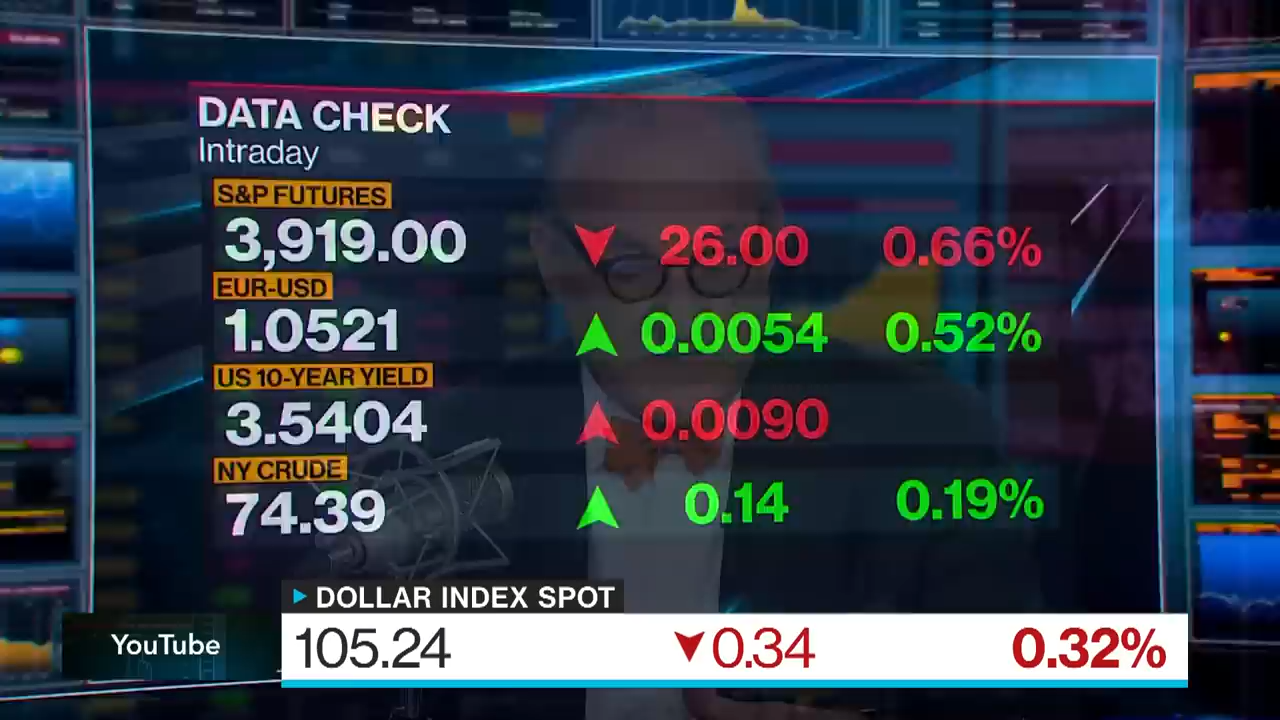 DATA CHECK
Intraday
S&P FUTURES
3,919.00 26.00 0.66%
EUR-USD
1.0521 0.0054 0.52%
US 10-YEAR YIELD
3.5404 0.0090
NY CRUDE
74.39 0.14 0.19%
DOLLAR INDEX SPOT
YouTube 105.24 0.34 0.32%